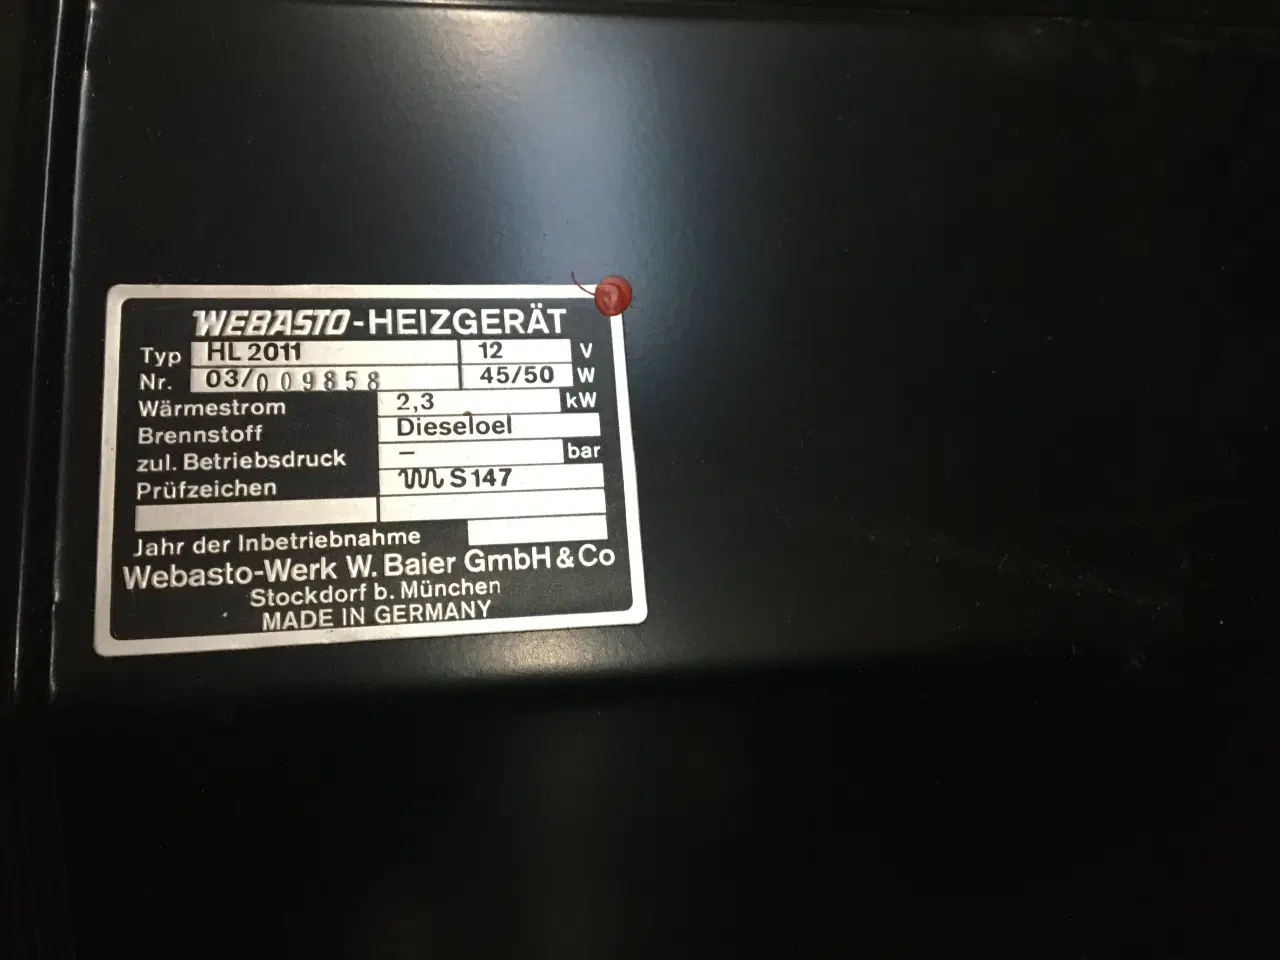 WEBASTO-HEIZGERÄT
Typ HL 2011 12 V
Nr. 03/009858 45/50 W
Wärmestrom 2,3 kW
Brennstoff Dieseloel
zul. Betriebsdruck – bar
Prüfzeichen S 147
Jahr der Inbetriebnahme
Webasto-Werk W. Baier GmbH & Co
Stockdorf b. München
MADE IN GERMANY